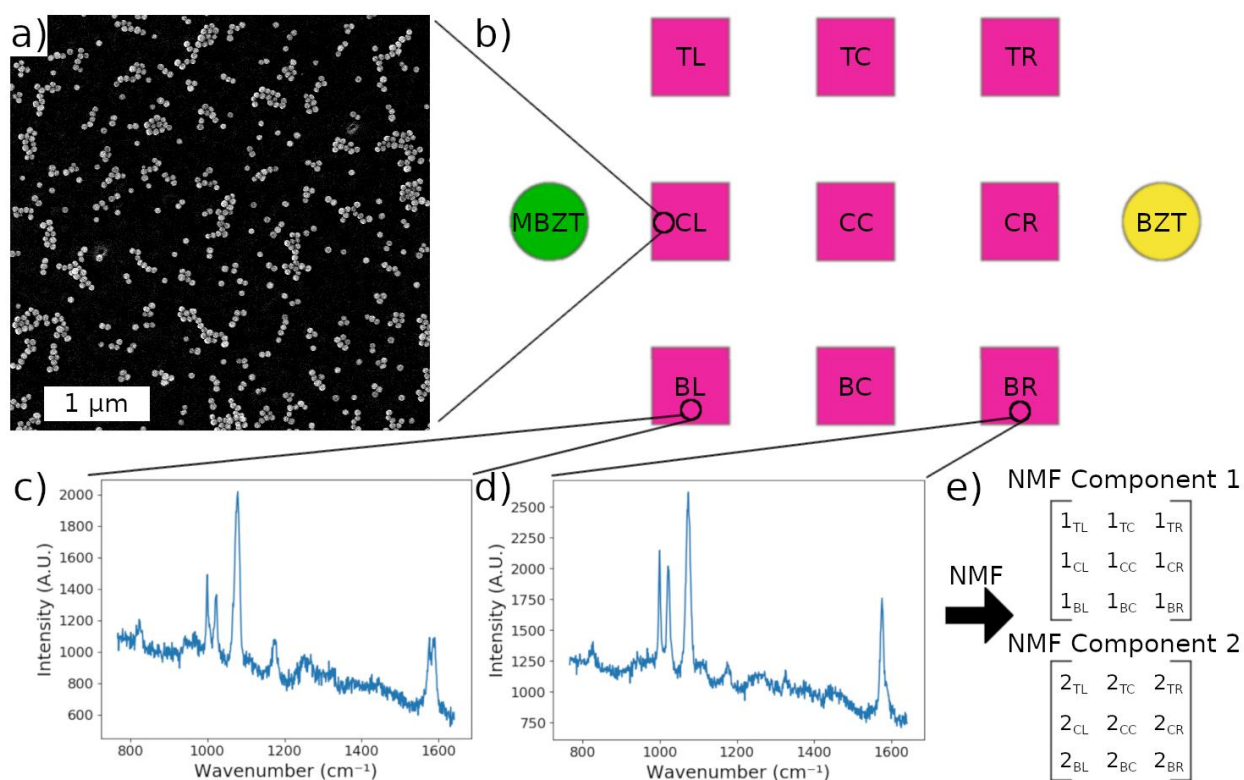 a)
1 µm
b)
TL TC TR
MBZT CL CC CR BZT
BL BC BR
c)
Intensity (A.U.)
2000
1800
1600
1400
1200
1000
800
600
800 1000 1200 1400 1600
Wavenumber (cm⁻¹)
d)
Intensity (A.U.)
2500
2250
2000
1750
1500
1250
1000
750
800 1000 1200 1400 1600
Wavenumber (cm⁻¹)
e)
NMF
NMF Component 1
1TL 1TC 1TR
1CL 1CC 1CR
1BL 1BC 1BR
NMF Component 2
2TL 2TC 2TR
2CL 2CC 2CR
2BL 2BC 2BR